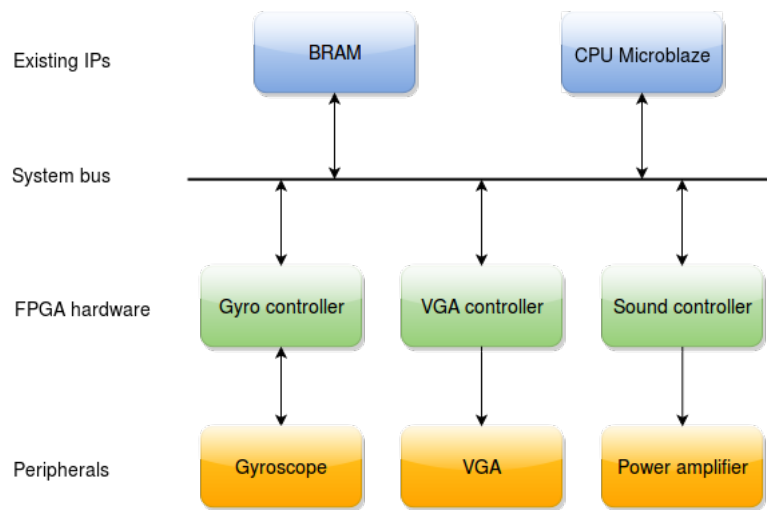 Existing IPs
BRAM
CPU Microblaze
System bus
FPGA hardware
Gyro controller
VGA controller
Sound controller
Peripherals
Gyroscope
VGA
Power amplifier